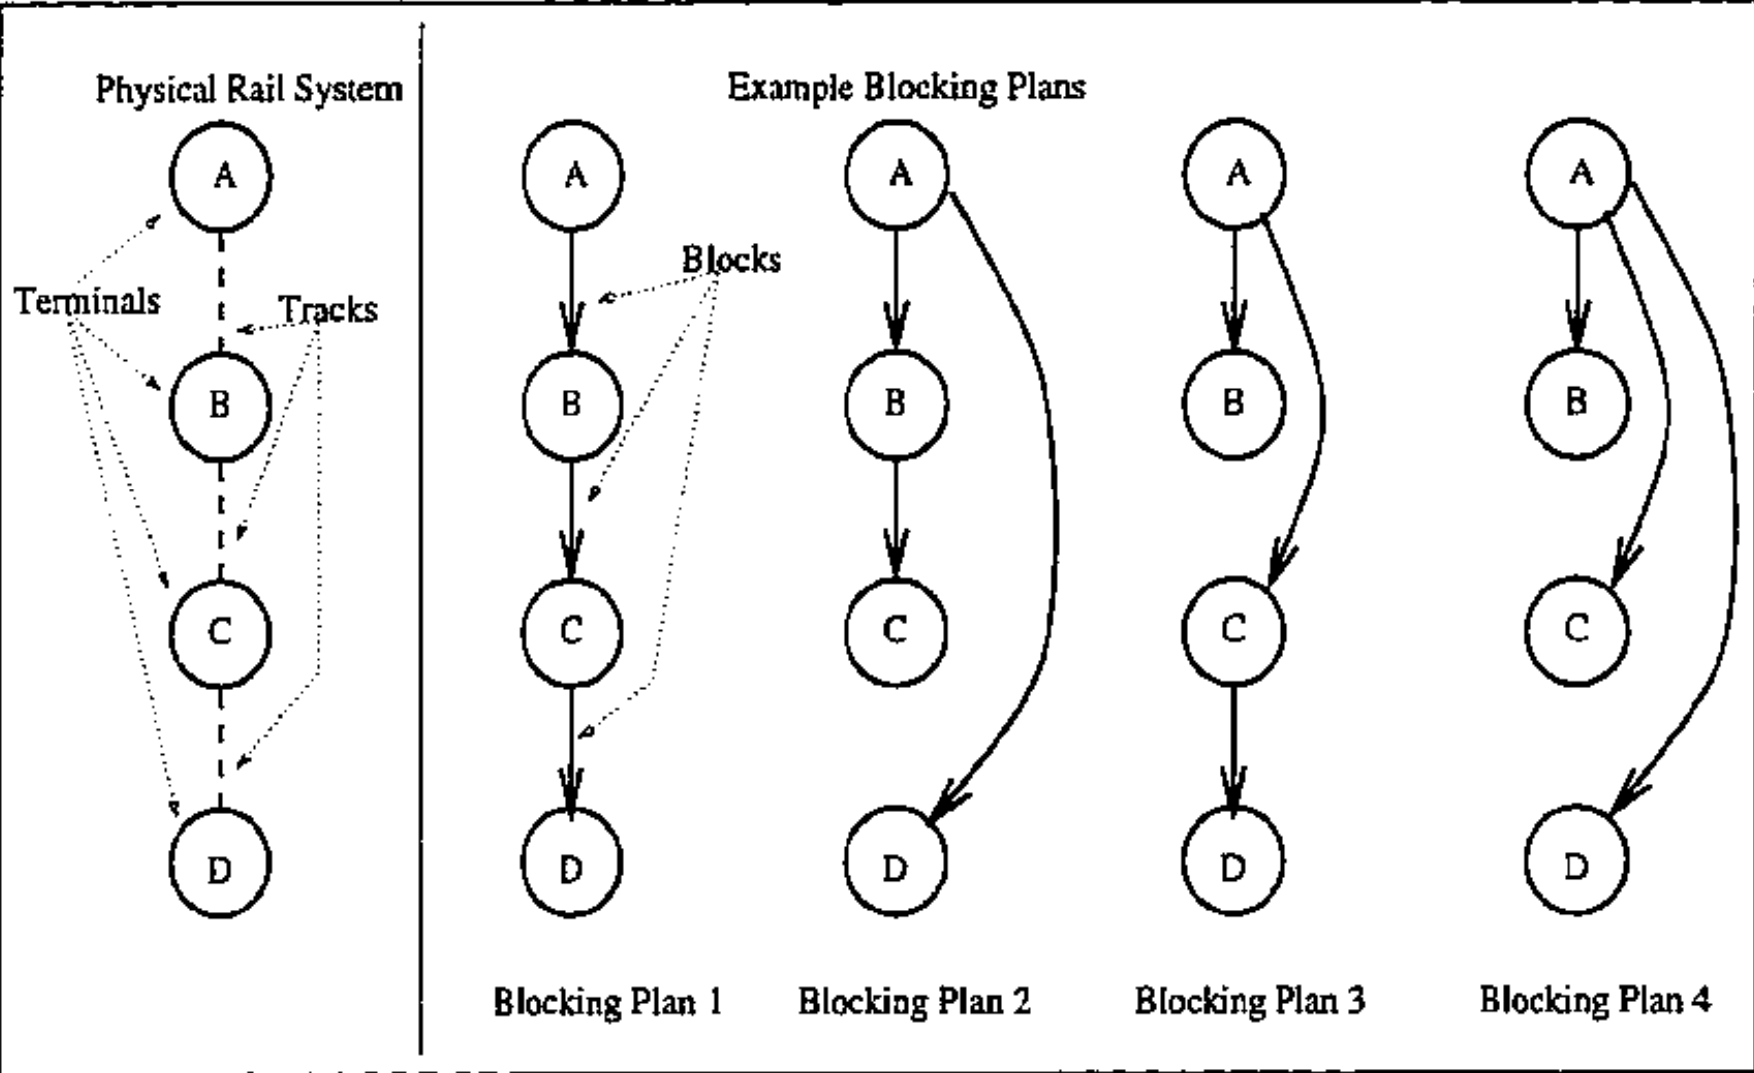 Physical Rail System
A
Terminals
Tracks
B
C
D
Example Blocking Plans
Blocks
A
B
C
D
Blocking Plan 1
A
B
C
D
Blocking Plan 2
A
B
C
D
Blocking Plan 3
A
B
C
D
Blocking Plan 4